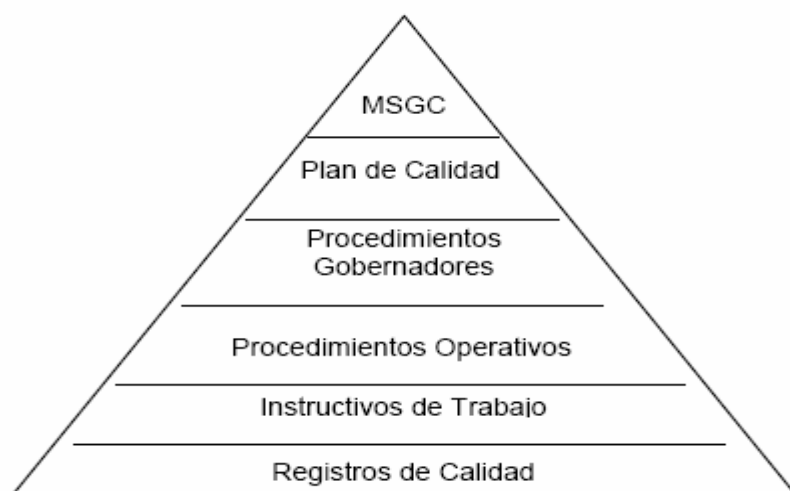 MSGC
Plan de Calidad
Procedimientos
Gobernadores
Procedimientos Operativos
Instructivos de Trabajo
Registros de Calidad